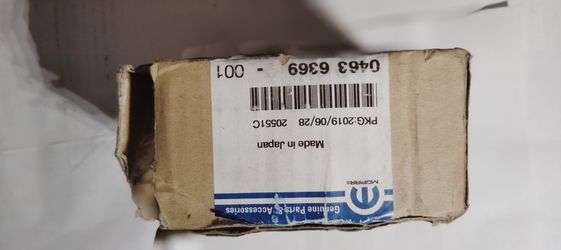 Genuine Parts & Accessories
MOPAR®
Made in Japan
PKG:2019/06/28 20551C
0463 6369 - 001